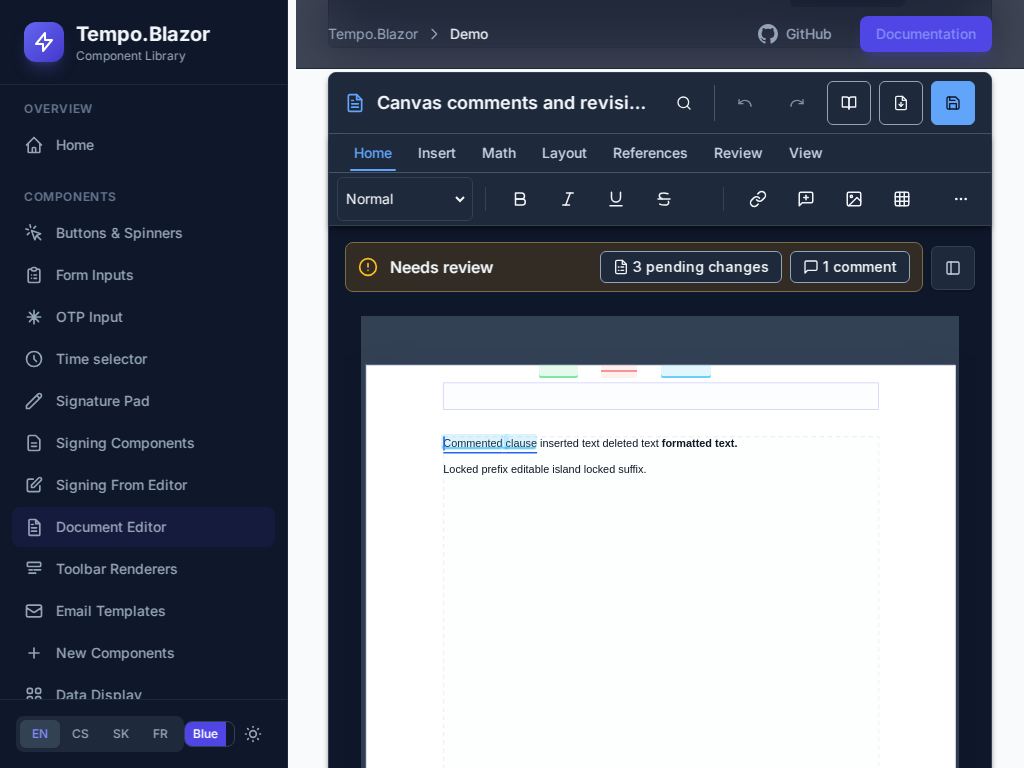 Tempo.Blazor
Component Library
OVERVIEW
Home
COMPONENTS
Buttons & Spinners
Form Inputs
OTP Input
Time selector
Signature Pad
Signing Components
Signing From Editor
Document Editor
Toolbar Renderers
Email Templates
New Components
Data Display
EN CS SK FR Blue
Tempo.Blazor Demo GitHub Documentation
Canvas comments and revisi...
Home Insert Math Layout References Review View
Normal
Needs review 3 pending changes 1 comment
Commented clause inserted text deleted text formatted text.
Locked prefix editable island locked suffix.